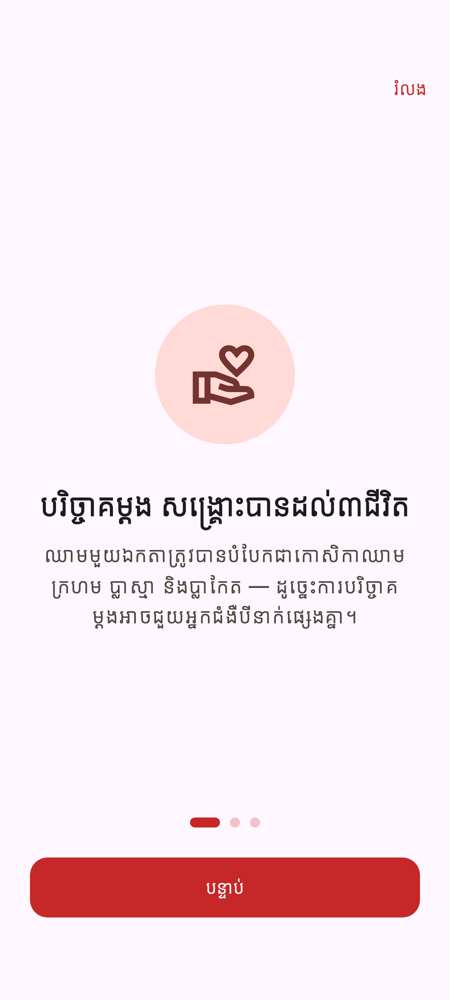 រំលង
បរិច្ចាគម្តង សង្គ្រោះបានដល់៣ជីវិត
ឈាមមួយឯកតាត្រូវបានបំបែកជាកោសិកាឈាម
ក្រហម ប្លាស្មា និងប្លាកែត — ដូច្នេះការបរិច្ចាគ
ម្តងអាចជួយអ្នកជំងឺបីនាក់ផ្សេងគ្នា។
បន្ទាប់